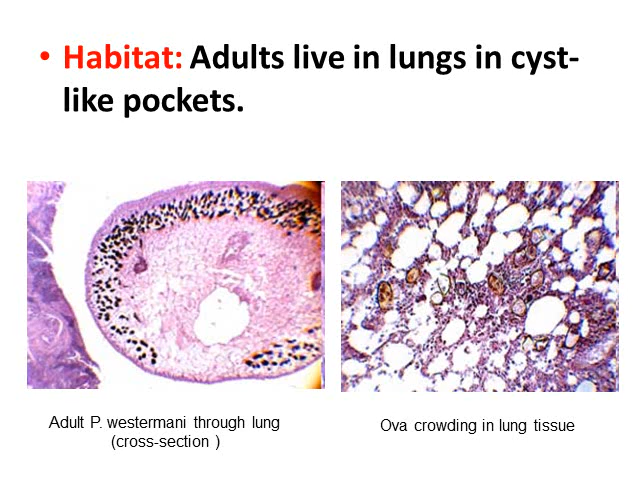 • Habitat: Adults live in lungs in cyst-
like pockets.
Adult P. westermani through lung
(cross-section )
Ova crowding in lung tissue